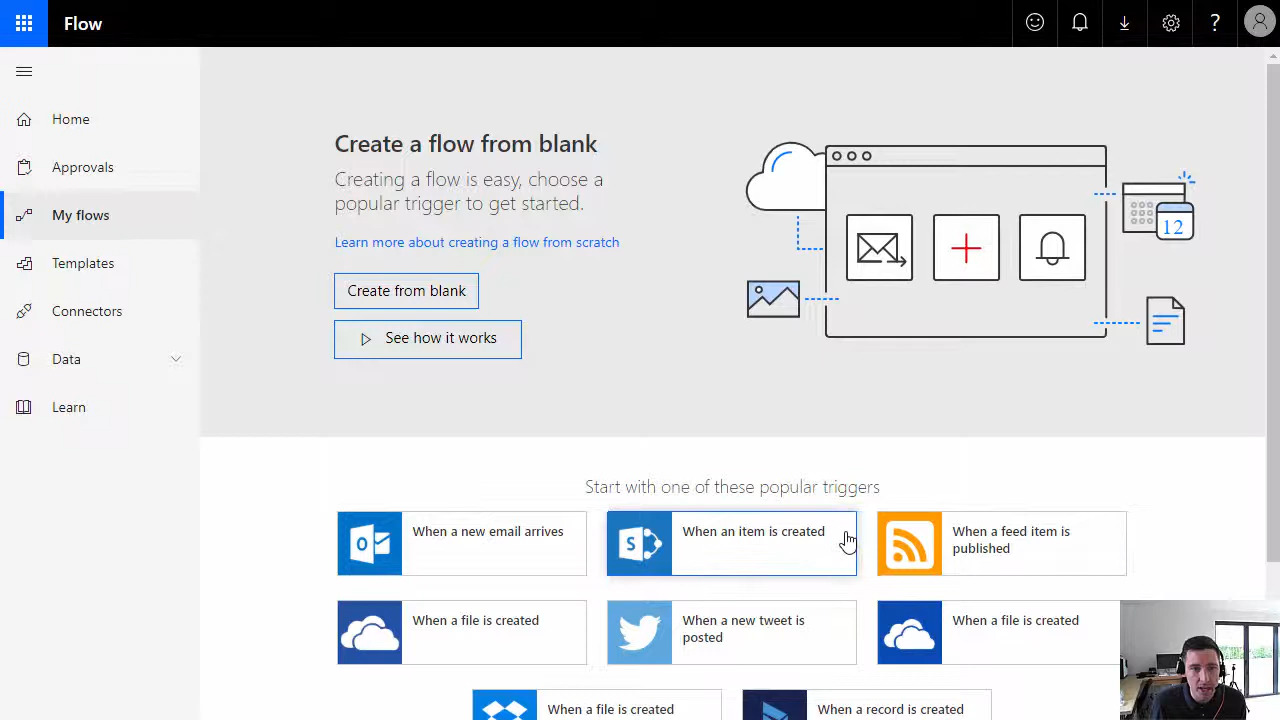 Flow
?
Home
Approvals
My flows
Templates
Connectors
Data
Learn
Create a flow from blank
Creating a flow is easy, choose a
popular trigger to get started.
Learn more about creating a flow from scratch
Create from blank
See how it works
12
Start with one of these popular triggers
When a new email arrives
When an item is created
When a feed item is
published
When a file is created
When a new tweet is
posted
When a file is created
When a file is created
When a record is created